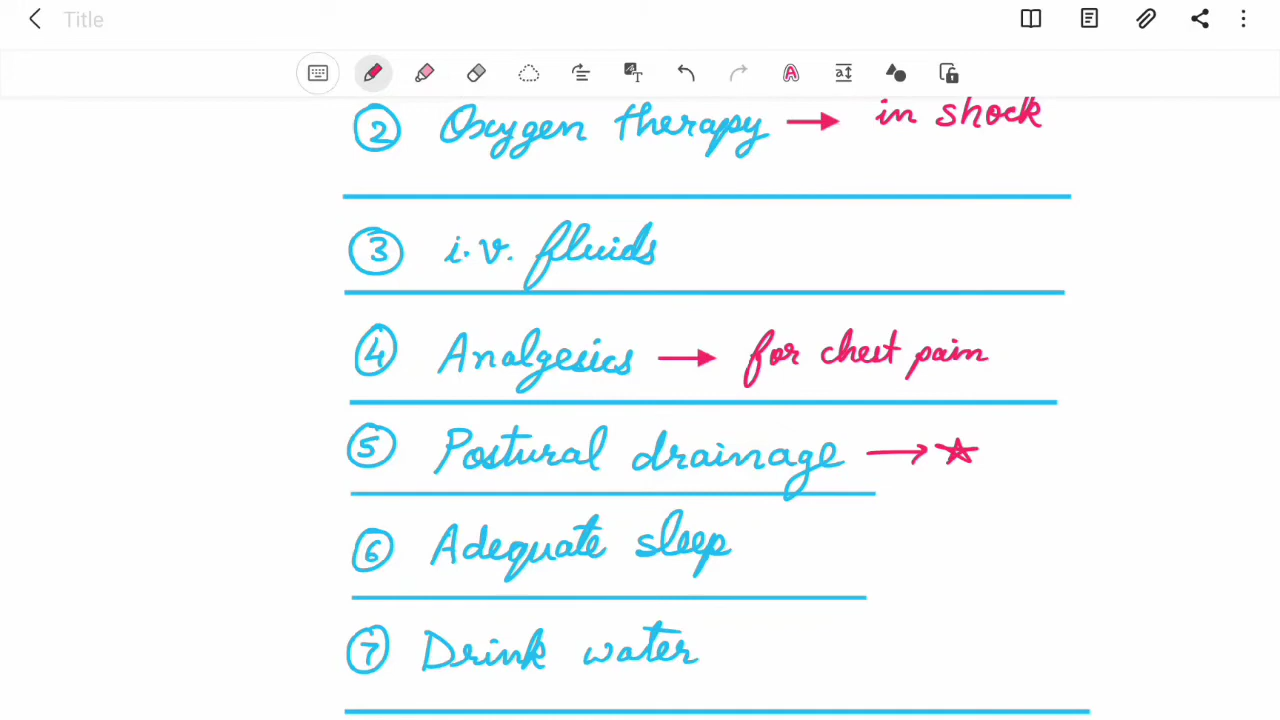 Title
② Oxygen therapy → in shock
③ i.v. fluids
④ Analgesics → for chest pain
⑤ Postural drainage → ☆
⑥ Adequate sleep
⑦ Drink water